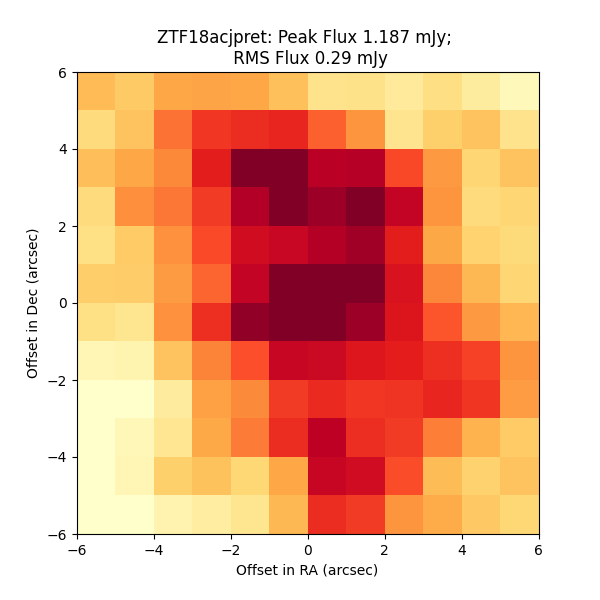 ZTF18acjpret: Peak Flux 1.187 mJy;
RMS Flux 0.29 mJy
6
4
2
0
−2
−4
−6
Offset in Dec (arcsec)
−6 −4 −2 0 2 4 6
Offset in RA (arcsec)